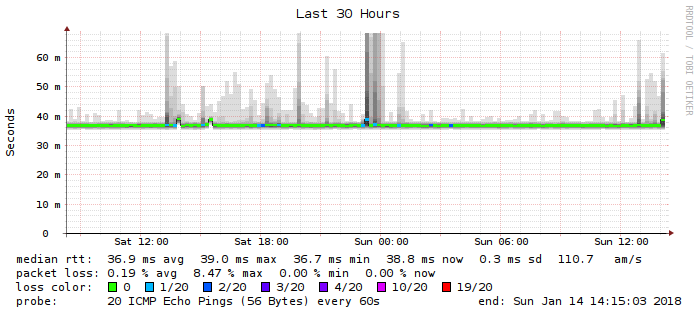 Last 30 Hours
RRDTOOL / TOBI OETIKER
Seconds
60 m
50 m
40 m
30 m
20 m
10 m
0
Sat 12:00 Sat 18:00 Sun 00:00 Sun 06:00 Sun 12:00
median rtt: 36.9 ms avg 39.0 ms max 36.7 ms min 38.8 ms now 0.3 ms sd 110.7 am/s
packet loss: 0.19 % avg 8.47 % max 0.00 % min 0.00 % now
loss color: 0 1/20 2/20 3/20 4/20 10/20 19/20
probe: 20 ICMP Echo Pings (56 Bytes) every 60s end: Sun Jan 14 14:15:03 2018